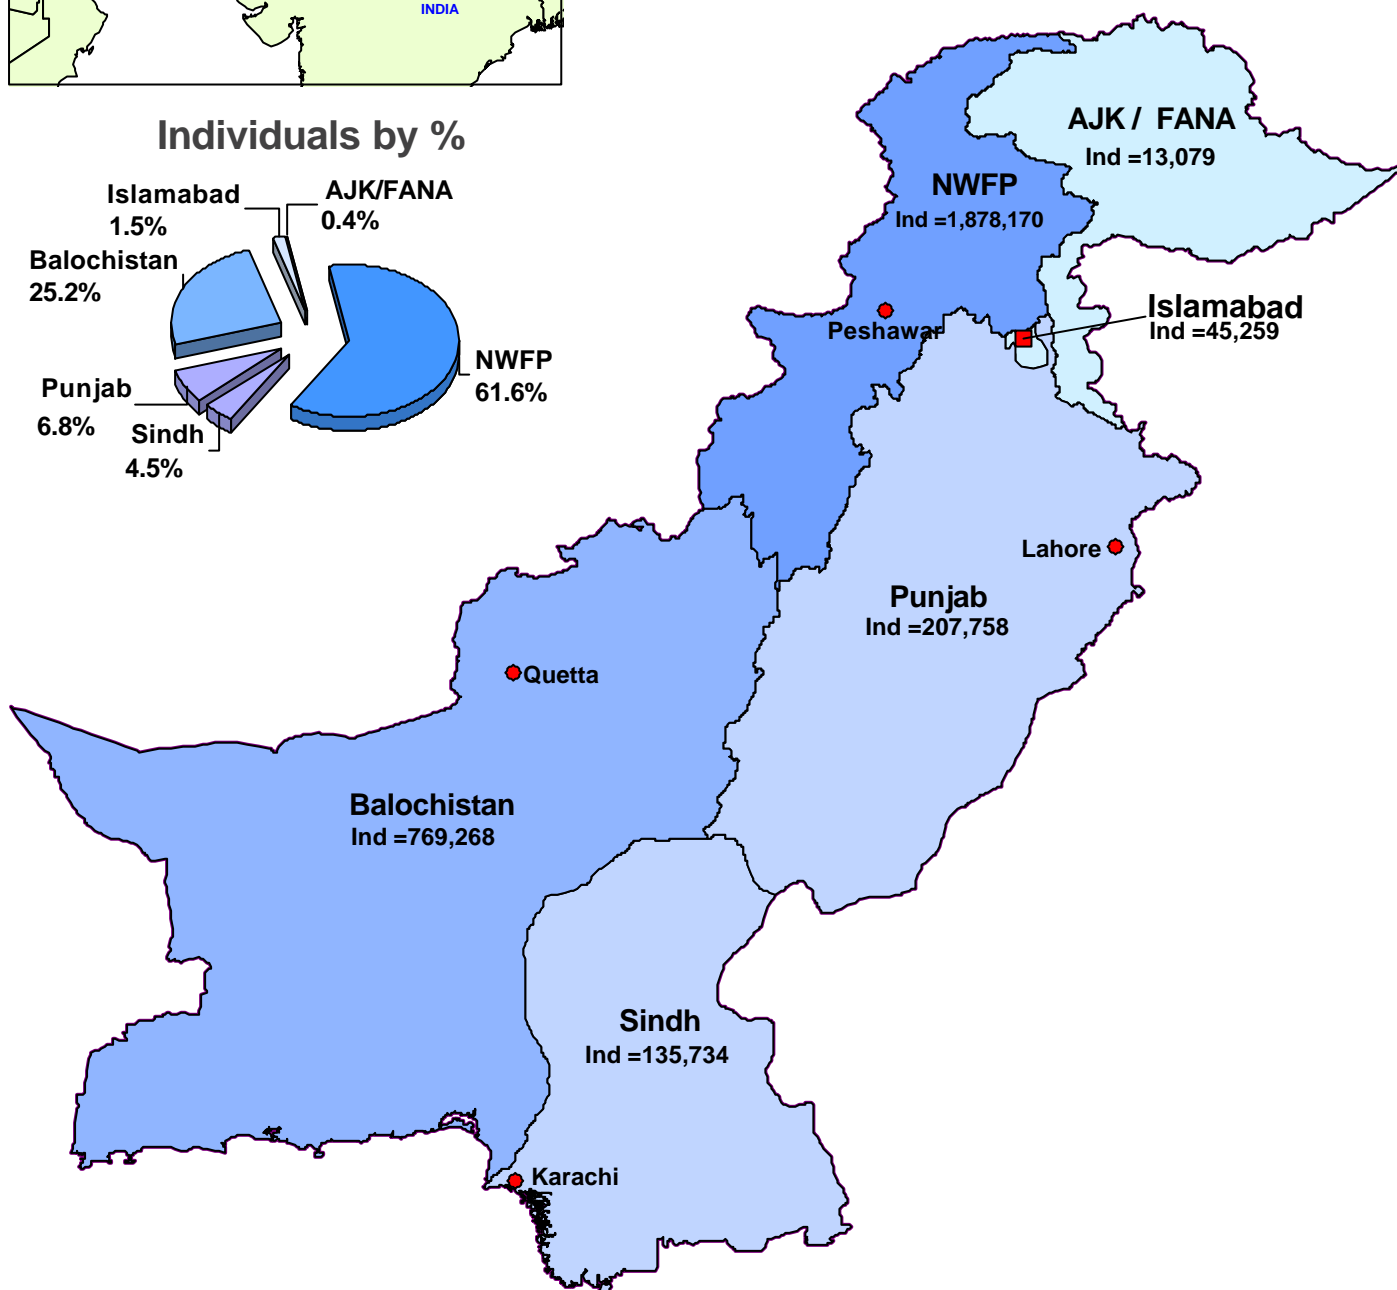 INDIA
Individuals by %
Islamabad
1.5%
AJK/FANA
0.4%
Balochistan
25.2%
NWFP
61.6%
Punjab
6.8%
Sindh
4.5%
AJK / FANA
Ind =13,079
NWFP
Ind =1,878,170
Islamabad
Ind =45,259
Peshawar
Lahore
Punjab
Ind =207,758
Quetta
Balochistan
Ind =769,268
Sindh
Ind =135,734
Karachi